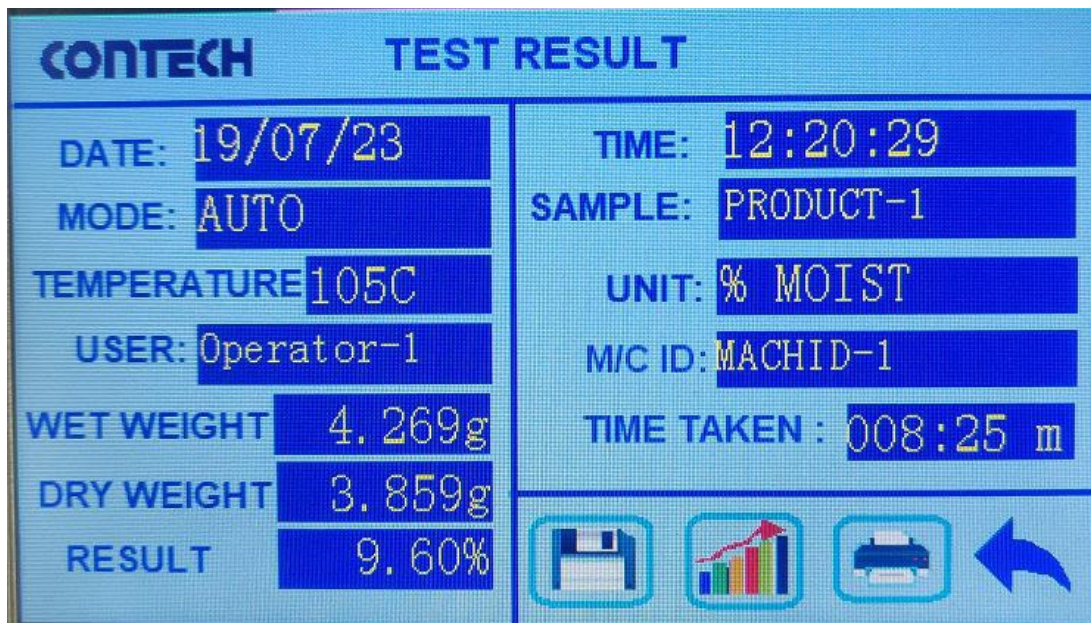 CONTECH TEST RESULT
DATE: 19/07/23
MODE: AUTO
TEMPERATURE 105C
USER: Operator-1
WET WEIGHT 4.269g
DRY WEIGHT 3.859g
RESULT 9.60%
TIME: 12:20:29
SAMPLE: PRODUCT-1
UNIT: % MOIST
M/C ID: MACHID-1
TIME TAKEN : 008:25 m